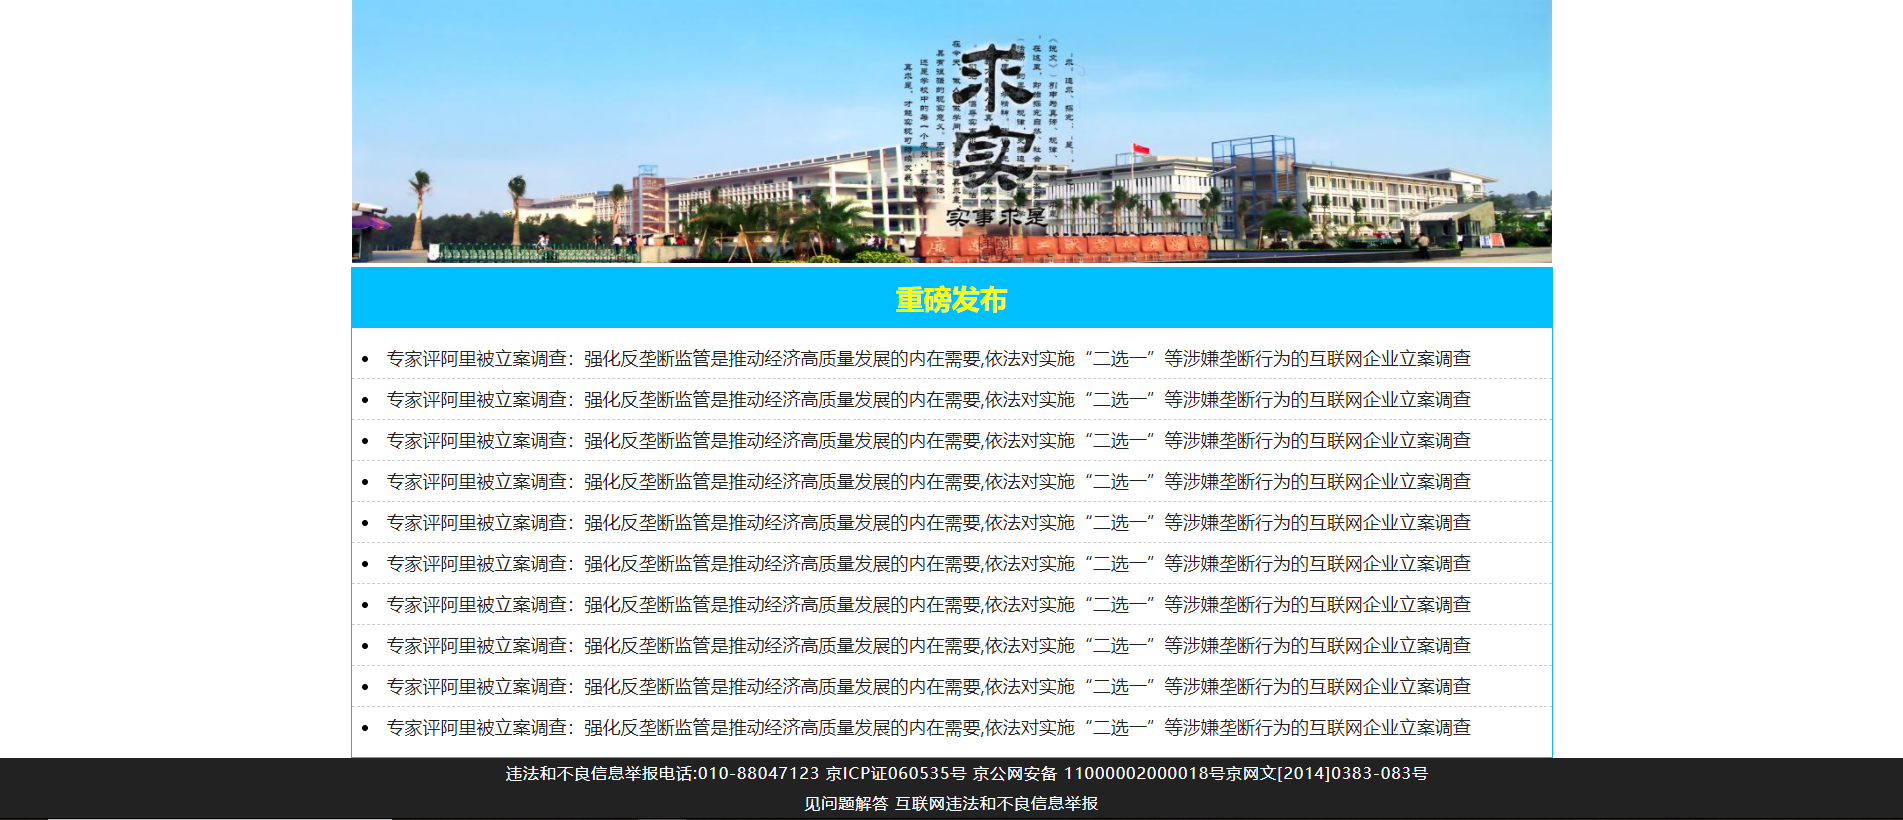 求实
实事求是
重磅发布
专家评阿里被立案调查：强化反垄断监管是推动经济高质量发展的内在需要,依法对实施“二选一”等涉嫌垄断行为的互联网企业立案调查
专家评阿里被立案调查：强化反垄断监管是推动经济高质量发展的内在需要,依法对实施“二选一”等涉嫌垄断行为的互联网企业立案调查
专家评阿里被立案调查：强化反垄断监管是推动经济高质量发展的内在需要,依法对实施“二选一”等涉嫌垄断行为的互联网企业立案调查
专家评阿里被立案调查：强化反垄断监管是推动经济高质量发展的内在需要,依法对实施“二选一”等涉嫌垄断行为的互联网企业立案调查
专家评阿里被立案调查：强化反垄断监管是推动经济高质量发展的内在需要,依法对实施“二选一”等涉嫌垄断行为的互联网企业立案调查
专家评阿里被立案调查：强化反垄断监管是推动经济高质量发展的内在需要,依法对实施“二选一”等涉嫌垄断行为的互联网企业立案调查
专家评阿里被立案调查：强化反垄断监管是推动经济高质量发展的内在需要,依法对实施“二选一”等涉嫌垄断行为的互联网企业立案调查
专家评阿里被立案调查：强化反垄断监管是推动经济高质量发展的内在需要,依法对实施“二选一”等涉嫌垄断行为的互联网企业立案调查
专家评阿里被立案调查：强化反垄断监管是推动经济高质量发展的内在需要,依法对实施“二选一”等涉嫌垄断行为的互联网企业立案调查
专家评阿里被立案调查：强化反垄断监管是推动经济高质量发展的内在需要,依法对实施“二选一”等涉嫌垄断行为的互联网企业立案调查
违法和不良信息举报电话:010-88047123 京ICP证060535号 京公网安备 11000002000018号京网文[2014]0383-083号
见问题解答 互联网违法和不良信息举报